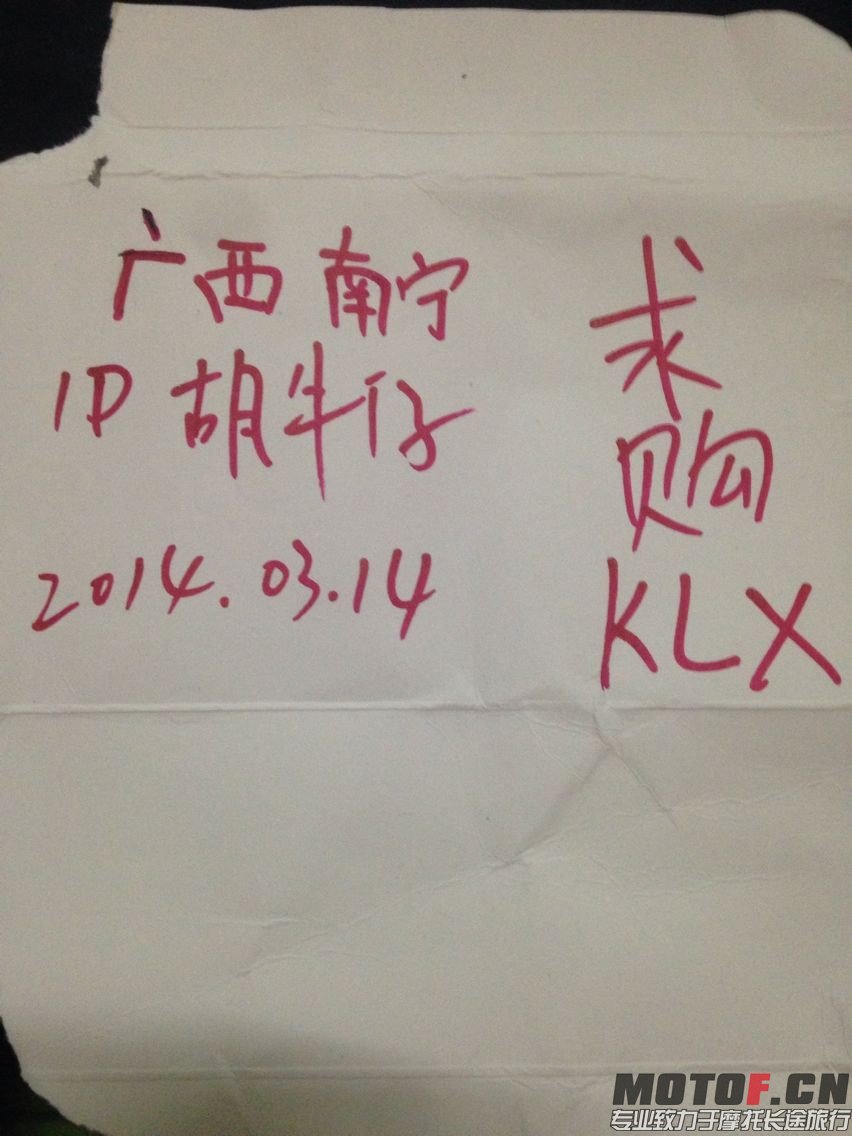 广西南宁
ID 胡牛仔
2014.03.14
求
购
KLX
MOTOF.CN
专业致力于摩托长途旅行